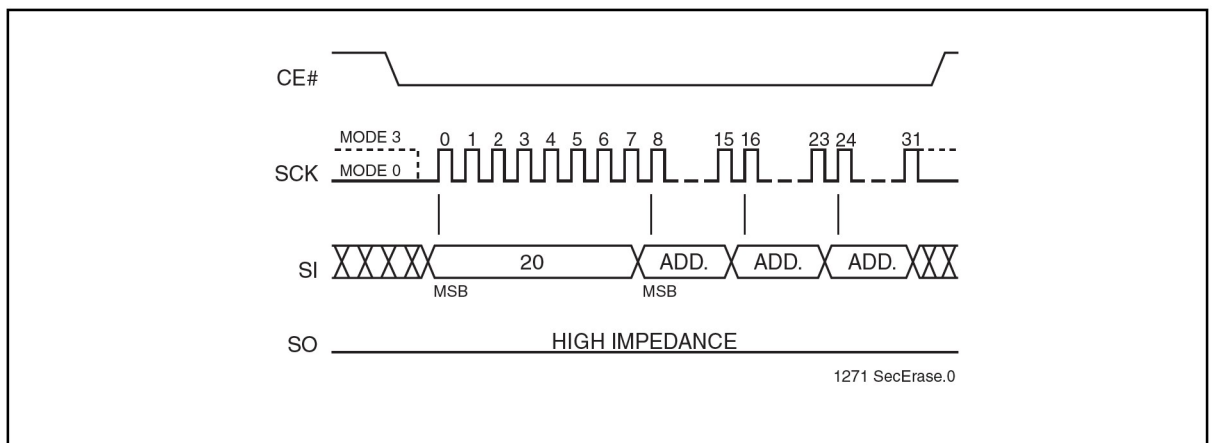 CE#
MODE 3
0 1 2 3 4 5 6 7 8 15 16 23 24 31
SCK
MODE 0
SI
20 ADD. ADD. ADD.
MSB MSB
SO
HIGH IMPEDANCE
1271 SecErase.0